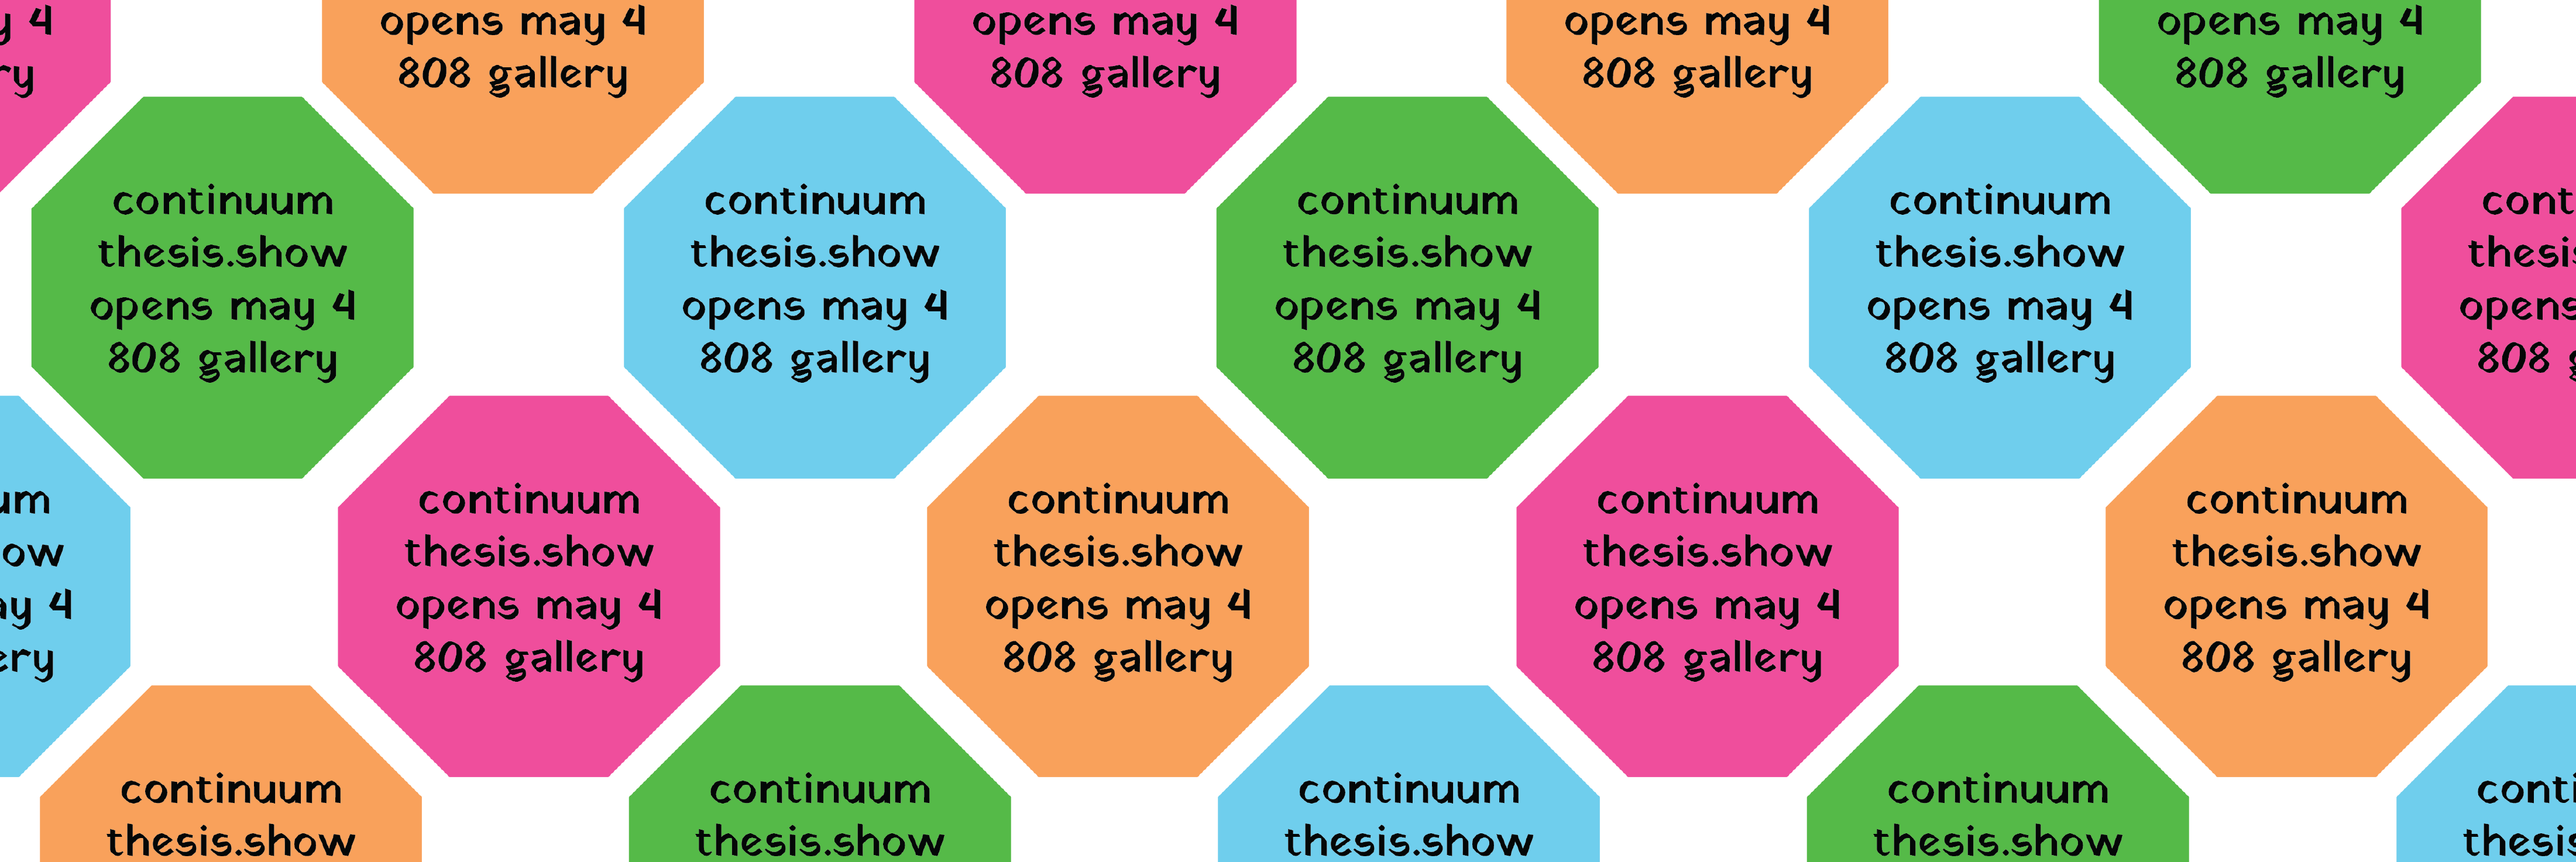 y 4
ry
opens may 4
808 gallery
opens may 4
808 gallery
opens may 4
808 gallery
opens may 4
808 gallery
continuum
thesis.show
opens may 4
808 gallery
continuum
thesis.show
opens may 4
808 gallery
continuum
thesis.show
opens may 4
808 gallery
continuum
thesis.show
opens may 4
808 gallery
cont
thesis
opens
808 g
um
ow
ay 4
ery
continuum
thesis.show
opens may 4
808 gallery
continuum
thesis.show
opens may 4
808 gallery
continuum
thesis.show
opens may 4
808 gallery
continuum
thesis.show
opens may 4
808 gallery
continuum
thesis.show
continuum
thesis.show
continuum
thesis.show
continuum
thesis.show
conti
thesis